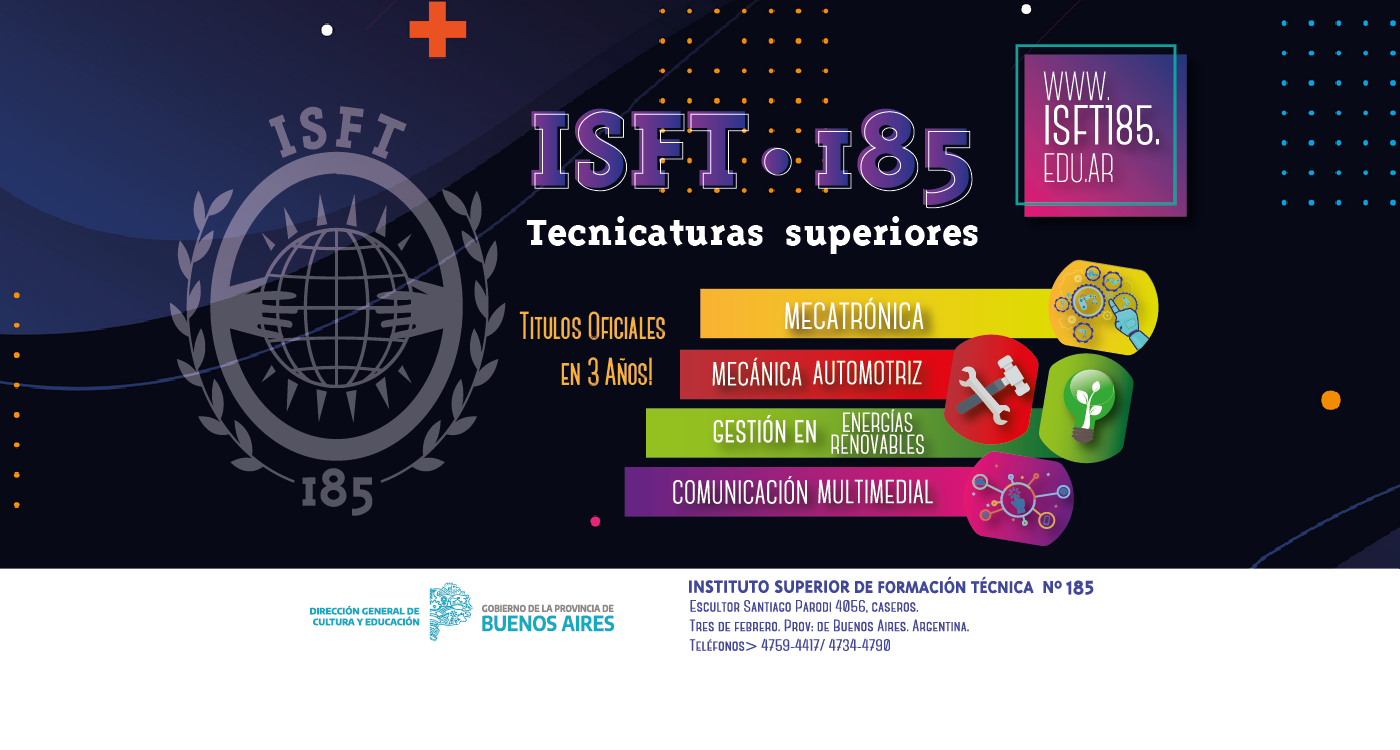 ISFT
185
ISFT·185
Tecnicaturas superiores
WWW.
ISFT185.
EDU.AR
Titulos Oficiales
en 3 Años!
MECATRÓNICA
MECÁNICA AUTOMOTRIZ
GESTIÓN EN ENERGÍAS
RENOVABLES
COMUNICACIÓN MULTIMEDIAL
DIRECCIÓN GENERAL DE
CULTURA Y EDUCACIÓN
GOBIERNO DE LA PROVINCIA DE
BUENOS AIRES
INSTITUTO SUPERIOR DE FORMACIÓN TÉCNICA Nº 185
Escultor Santiago Parodi 4056, caseros.
Tres de febrero. Prov: de Buenos Aires. Argentina.
Teléfonos> 4759-4417/ 4734-4790